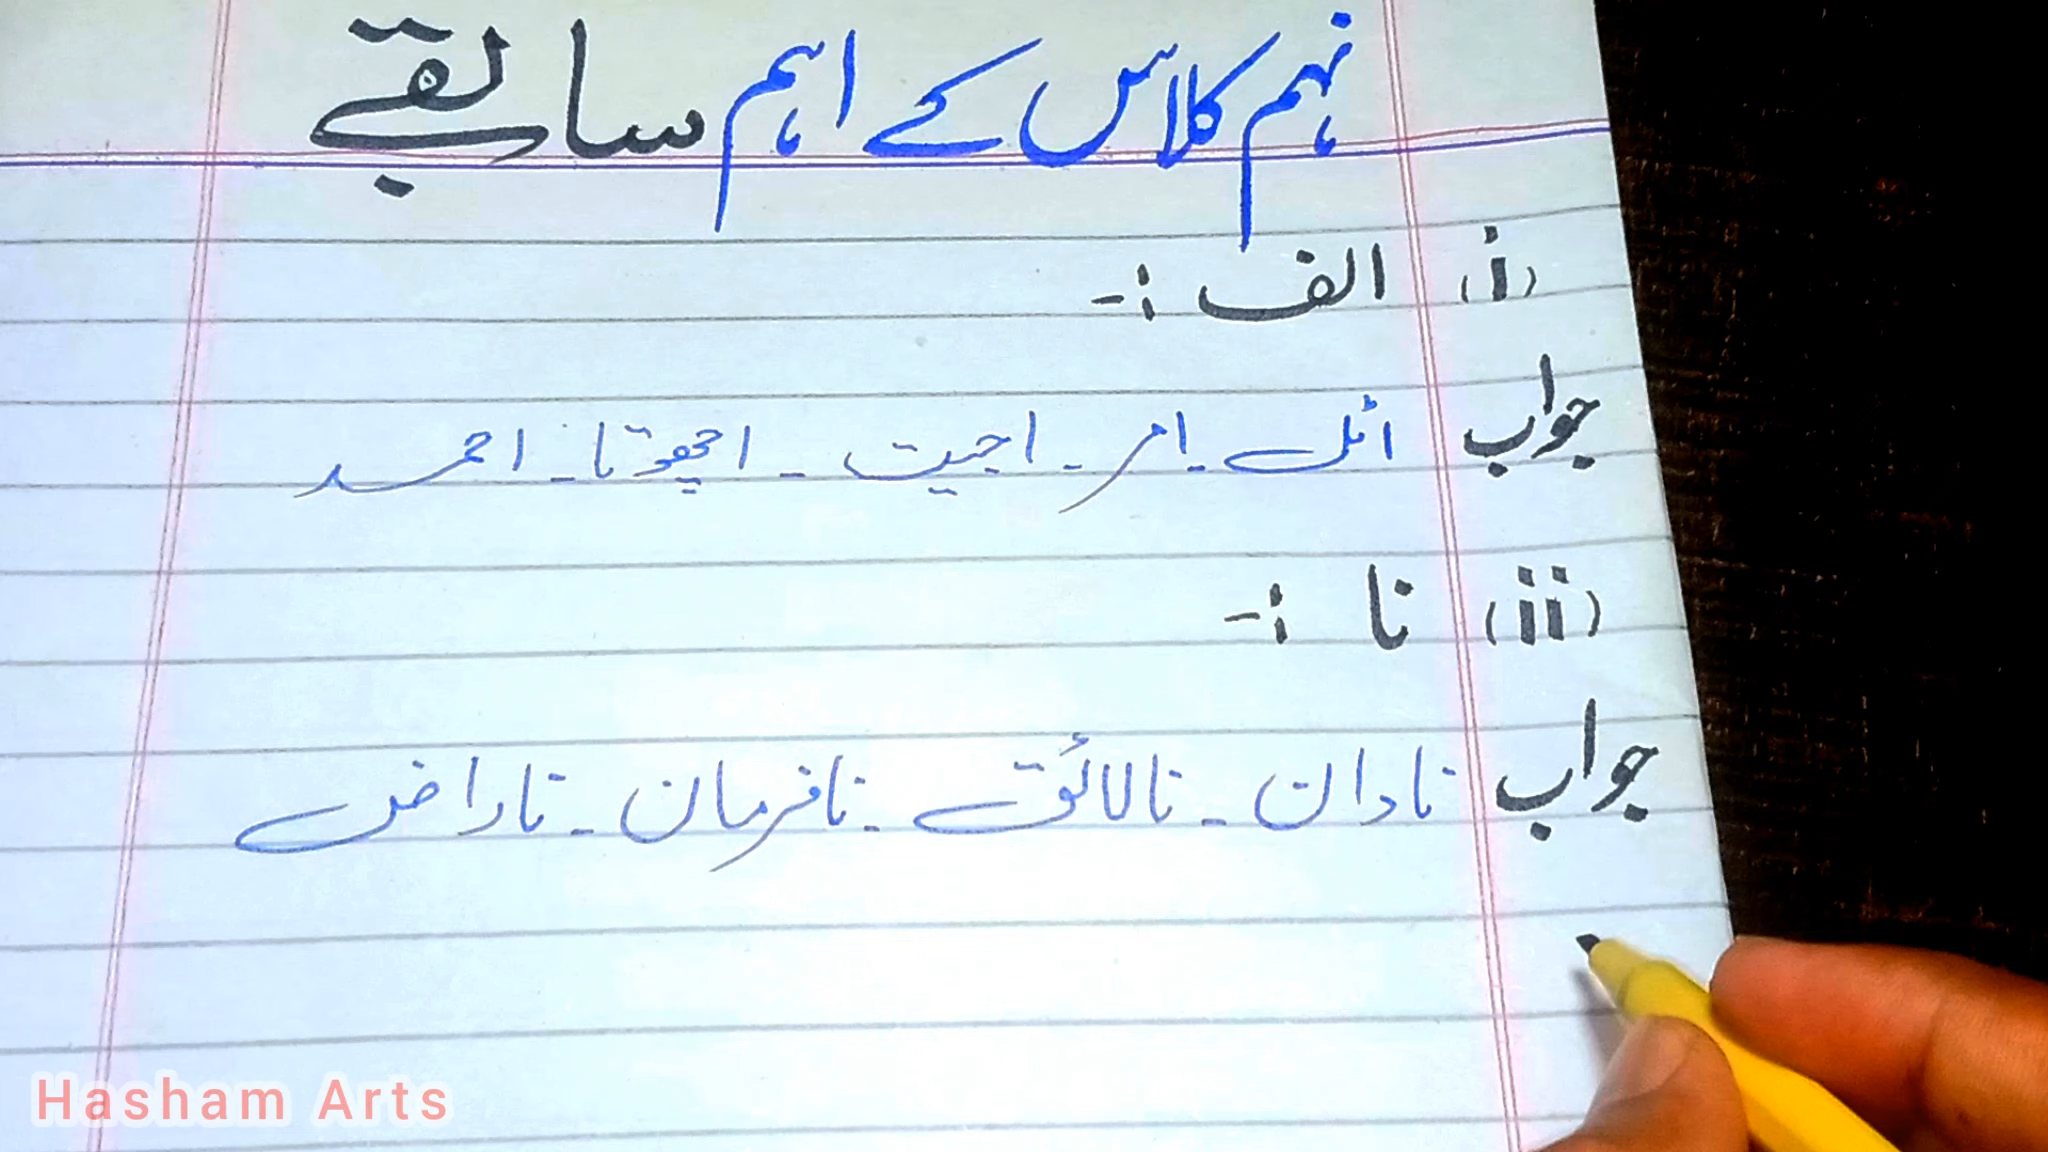 نہم کلاس کے اہم سابقے
(i) الف :-
جواب اٹل ۔ امر ۔ اجیت ۔ اچھوتا ۔ احمد
(ii) نا :-
جواب نادان ۔ نالائق ۔ نافرمان ۔ ناراض
Hasham Arts